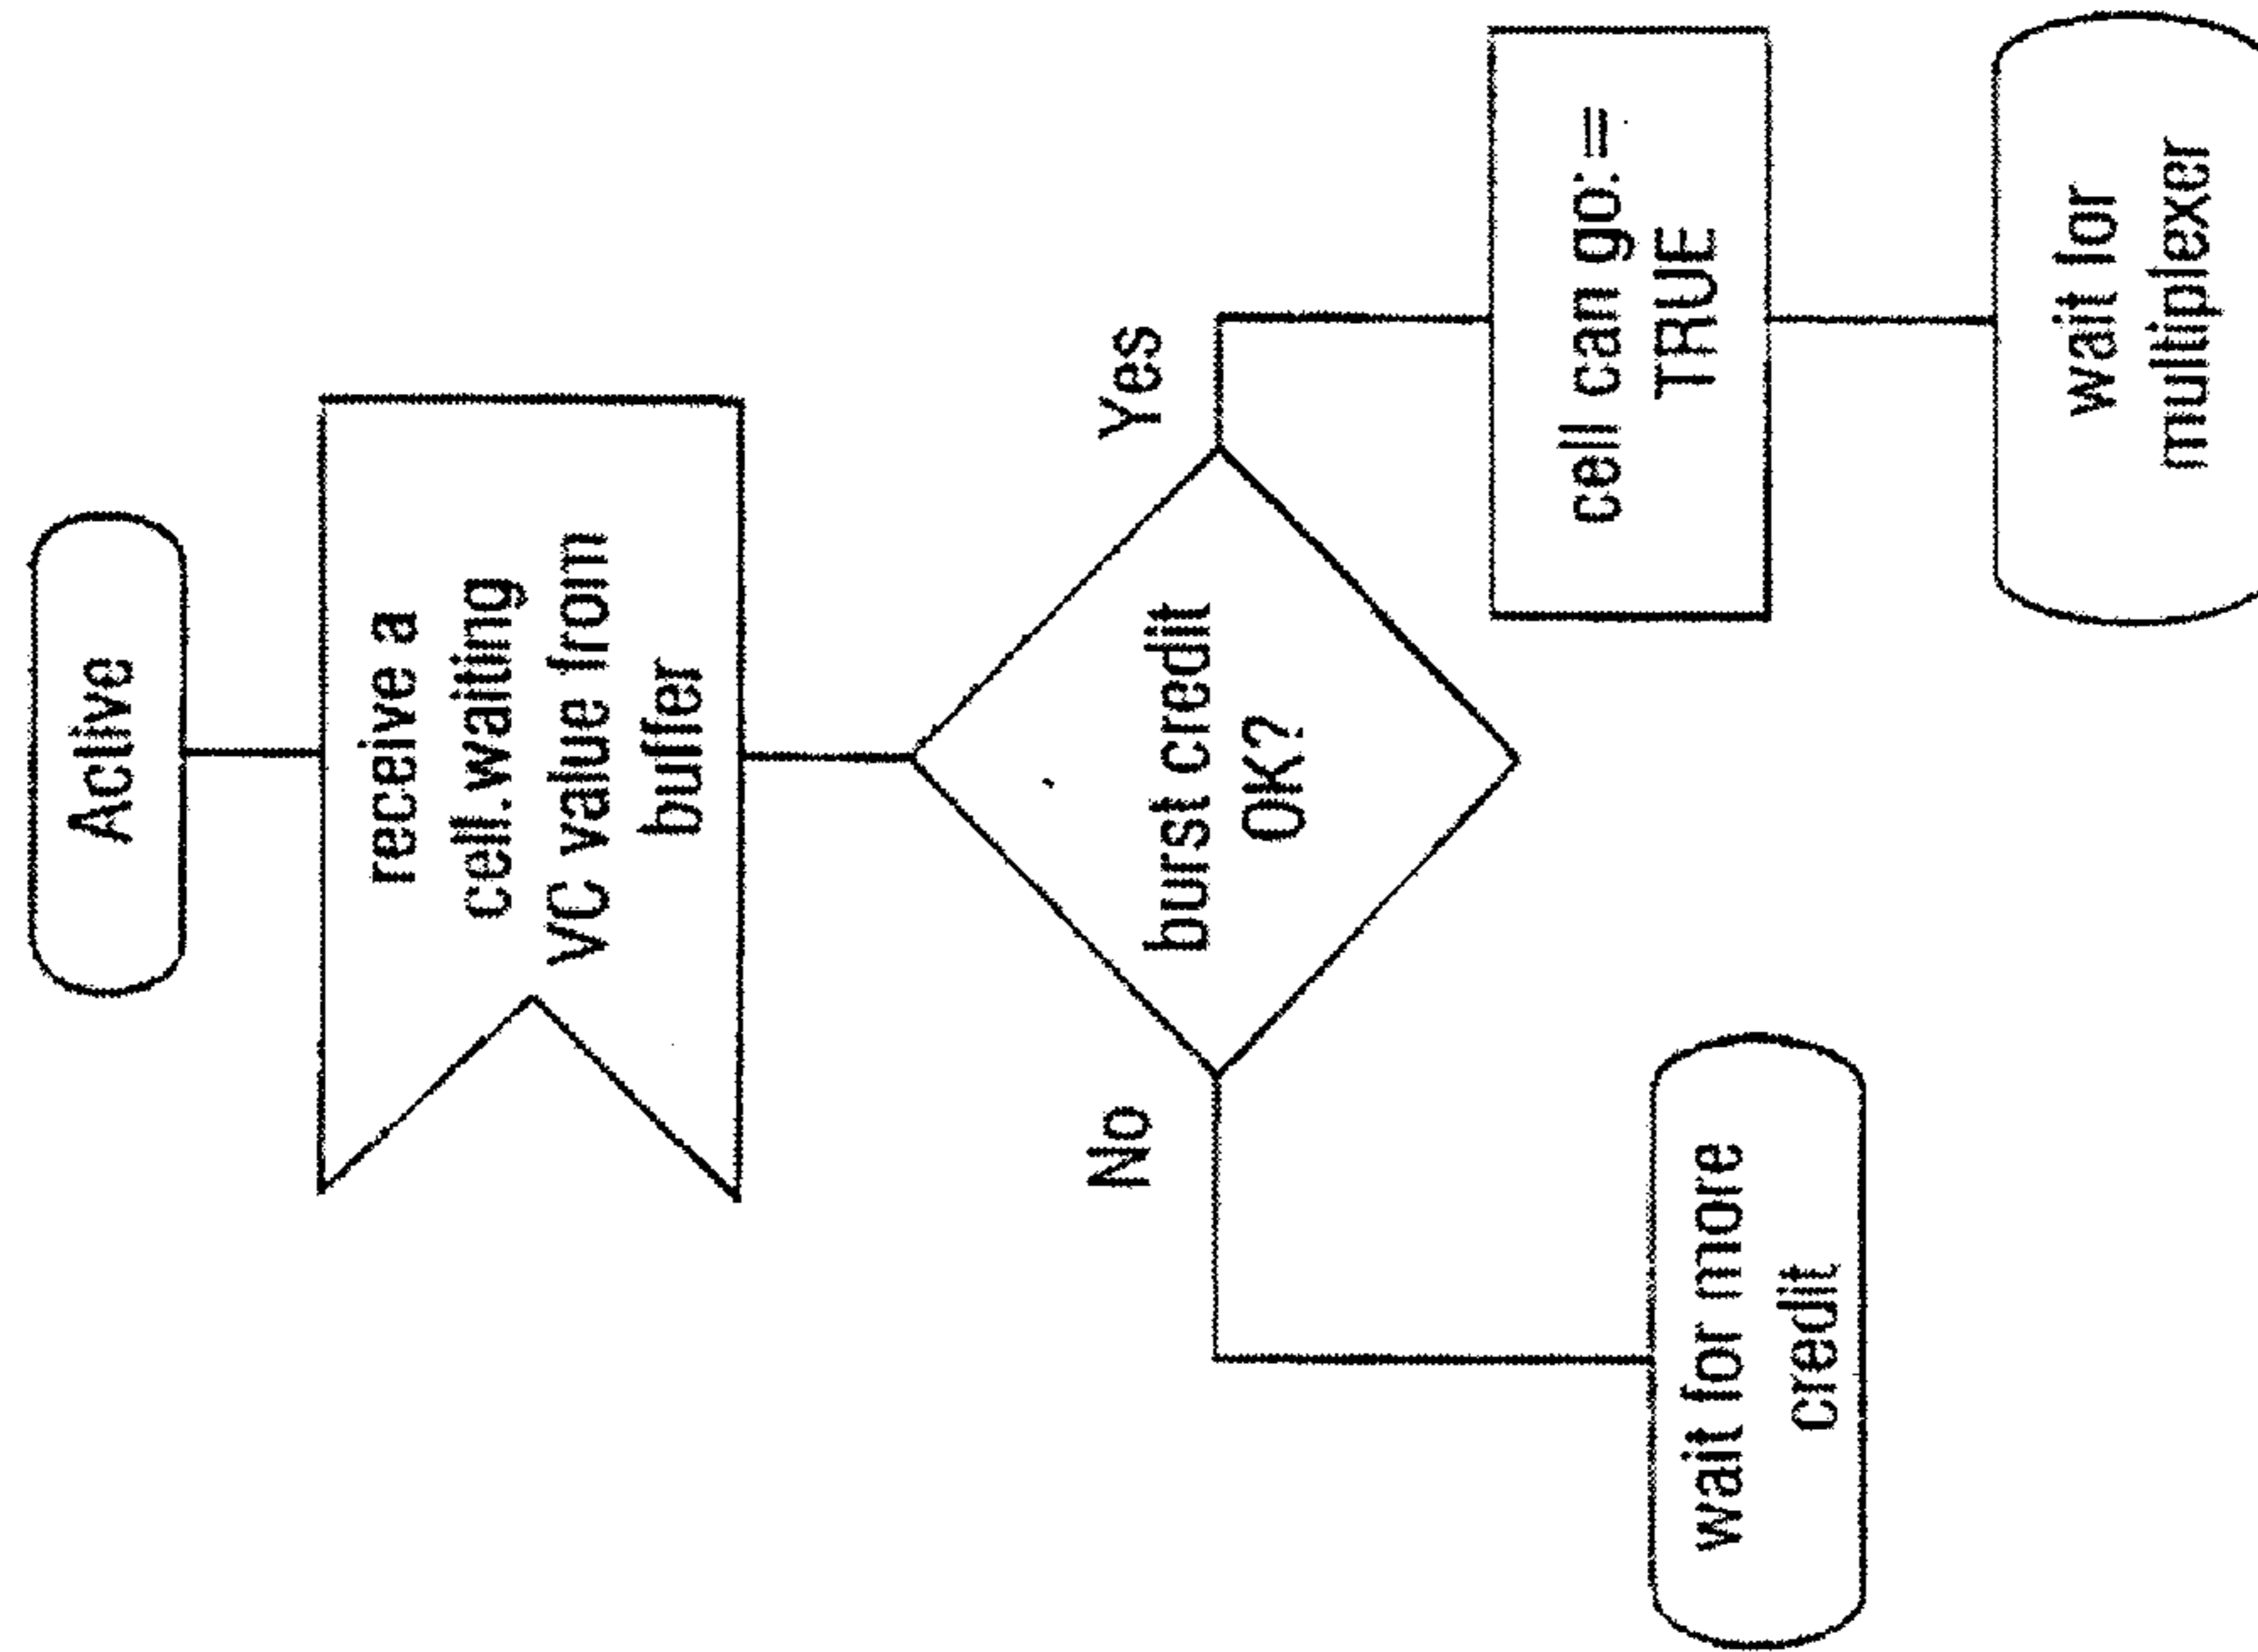 Active
receive a
cell.waiting
VC value from
buffer
burst credit
OK?
No
Yes
wait for more
credit
cell can go: =
TRUE
wait for
multiplexer